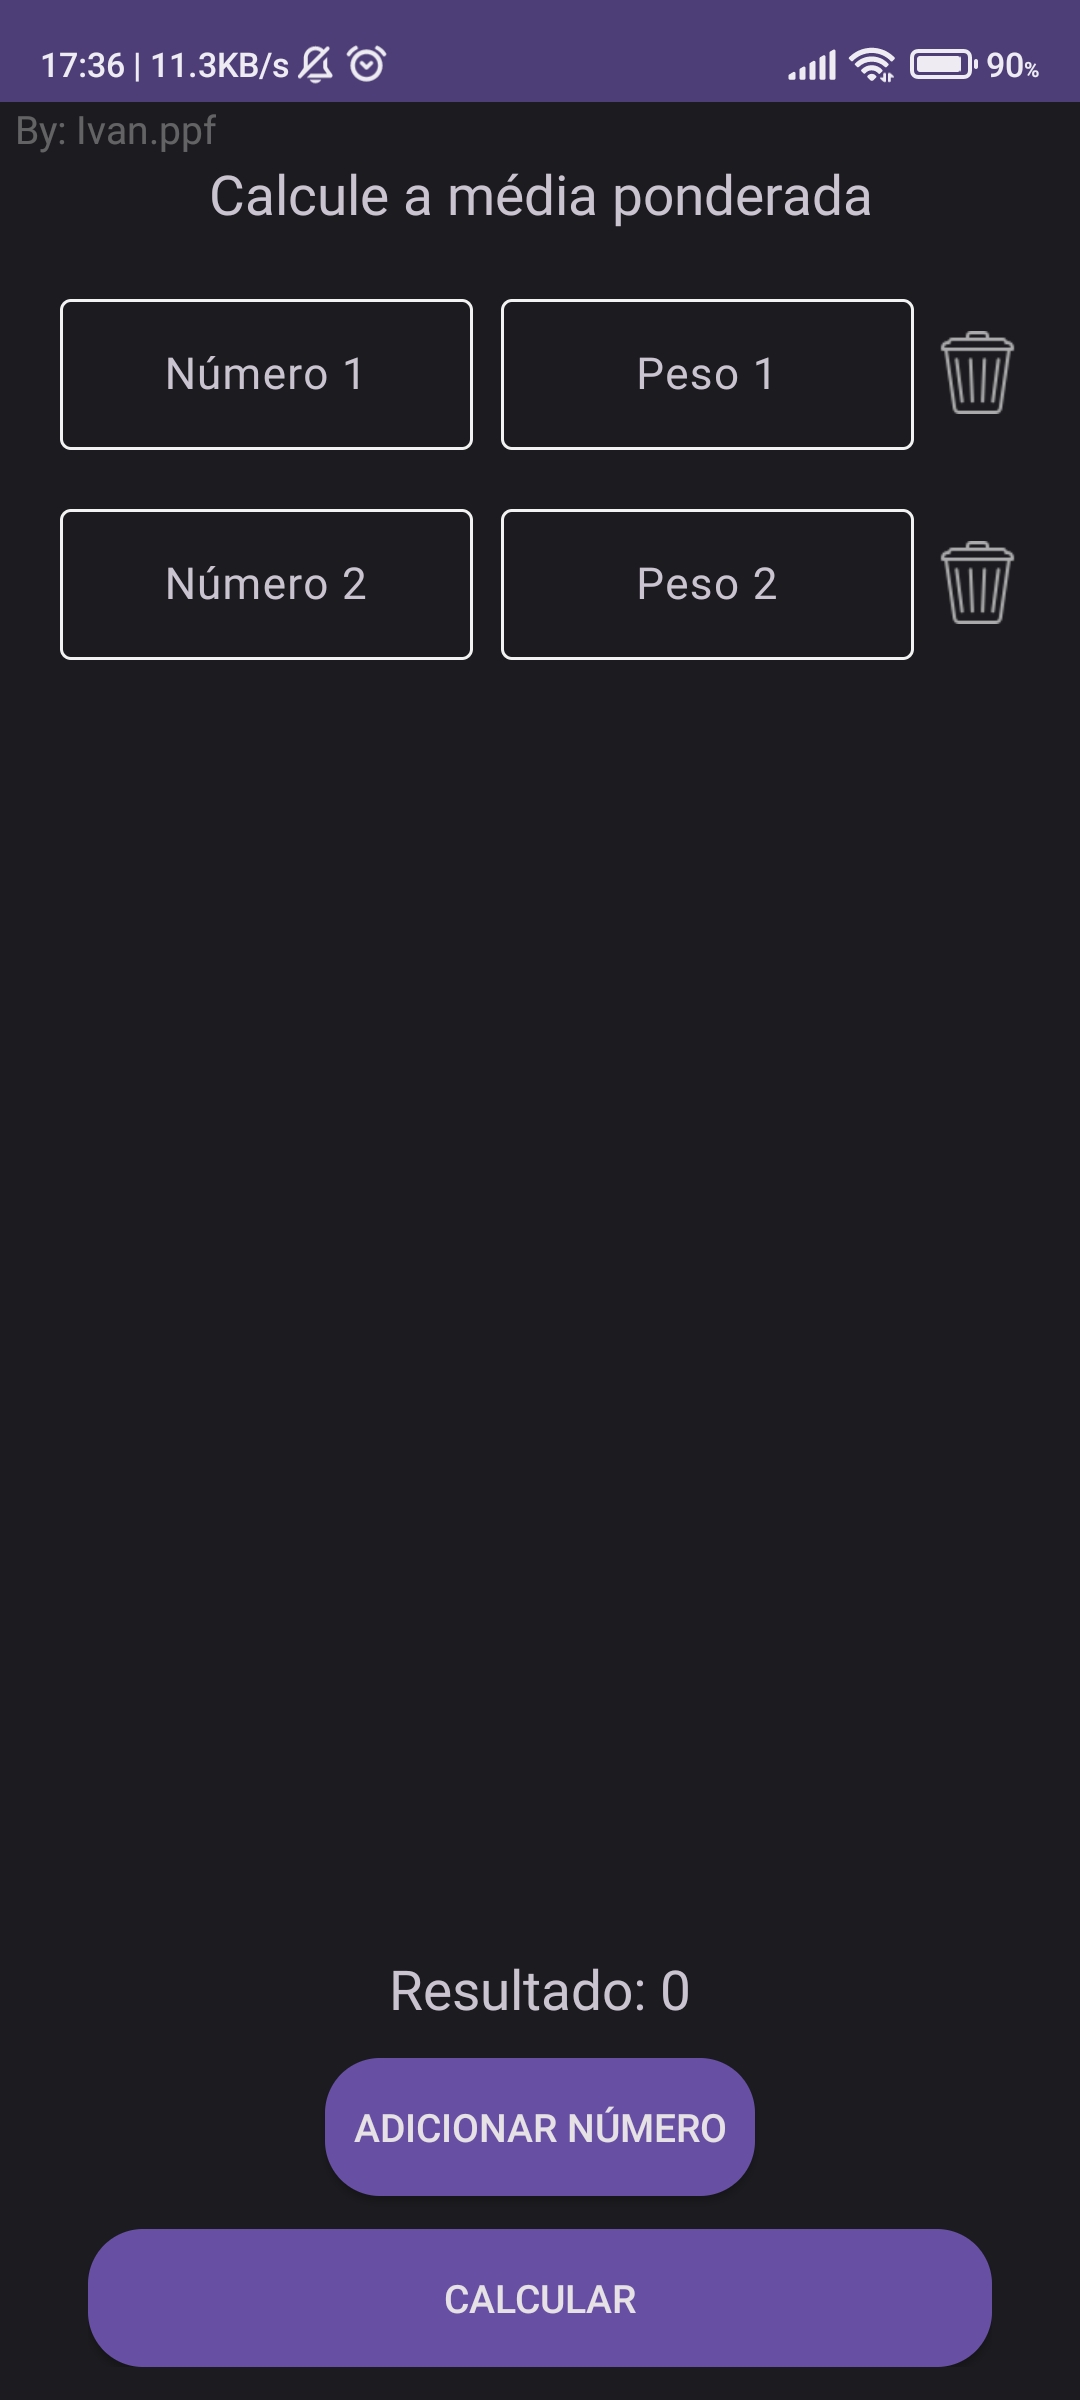 17:36 | 11.3KB/s 90%
By: Ivan.ppf
Calcule a média ponderada
Número 1 Peso 1
Número 2 Peso 2
Resultado: 0
ADICIONAR NÚMERO
CALCULAR